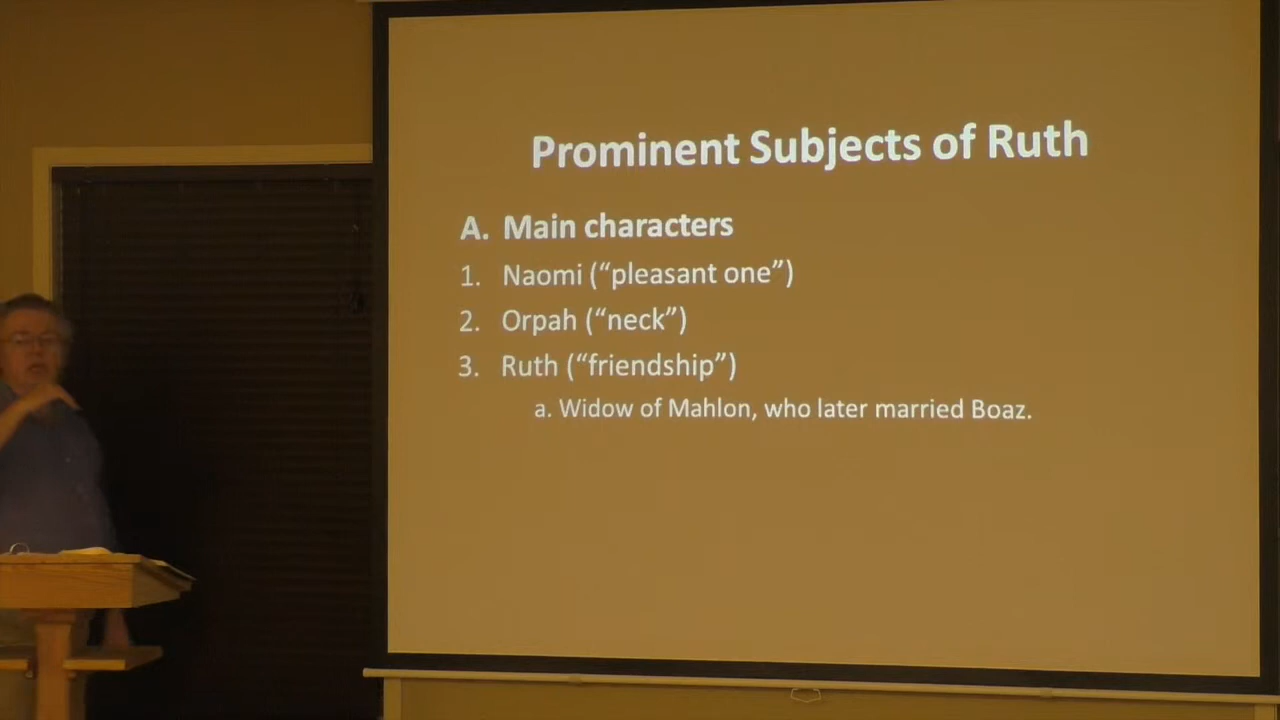 Prominent Subjects of Ruth
A. Main characters
1. Naomi (“pleasant one”)
2. Orpah (“neck”)
3. Ruth (“friendship”)
a. Widow of Mahlon, who later married Boaz.